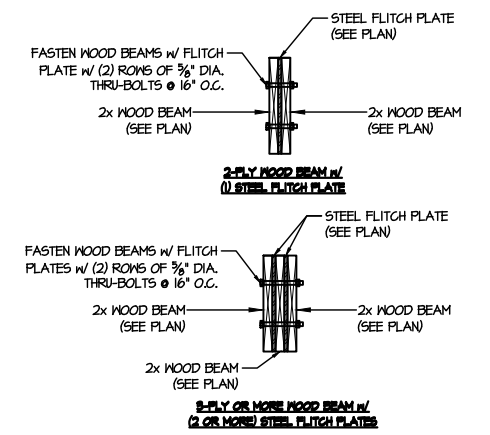 STEEL FLITCH PLATE
(SEE PLAN)
FASTEN WOOD BEAMS w/ FLITCH
PLATE w/ (2) ROWS OF 5/8" DIA.
THRU-BOLTS @ 16" O.C.
2x WOOD BEAM
(SEE PLAN)
2x WOOD BEAM
(SEE PLAN)
2-PLY WOOD BEAM w/
(1) STEEL FLITCH PLATE
STEEL FLITCH PLATE
(SEE PLAN)
FASTEN WOOD BEAMS w/ FLITCH
PLATES w/ (2) ROWS OF 5/8" DIA.
THRU-BOLTS @ 16" O.C.
2x WOOD BEAM
(SEE PLAN)
2x WOOD BEAM
(SEE PLAN)
2x WOOD BEAM
(SEE PLAN)
3-PLY OR MORE WOOD BEAM w/
(2 OR MORE) STEEL FLITCH PLATES